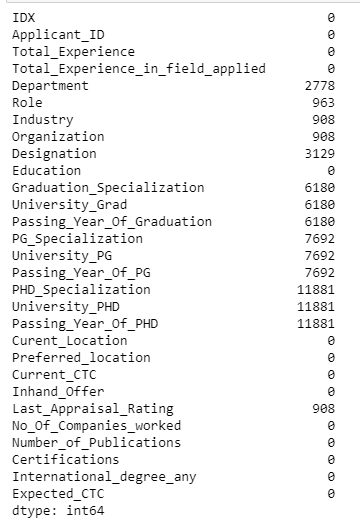 IDX 0
Applicant_ID 0
Total_Experience 0
Total_Experience_in_field_applied 0
Department 2778
Role 963
Industry 908
Organization 908
Designation 3129
Education 0
Graduation_Specialization 6180
University_Grad 6180
Passing_Year_Of_Graduation 6180
PG_Specialization 7692
University_PG 7692
Passing_Year_Of_PG 7692
PHD_Specialization 11881
University_PHD 11881
Passing_Year_Of_PHD 11881
Curent_Location 0
Preferred_location 0
Current_CTC 0
Inhand_Offer 0
Last_Appraisal_Rating 908
No_Of_Companies_worked 0
Number_of_Publications 0
Certifications 0
International_degree_any 0
Expected_CTC 0
dtype: int64